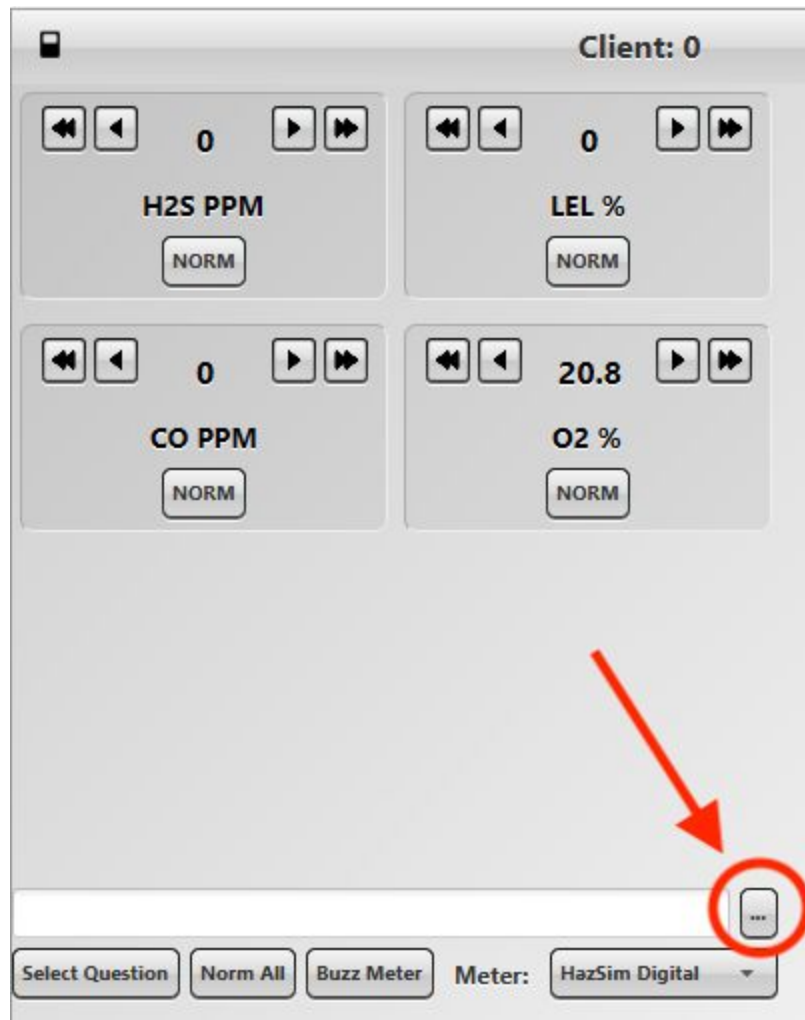 Client: 0
0 0
H2S PPM LEL %
NORM NORM
0 20.8
CO PPM O2 %
NORM NORM
...
Select Question Norm All Buzz Meter Meter: HazSim Digital